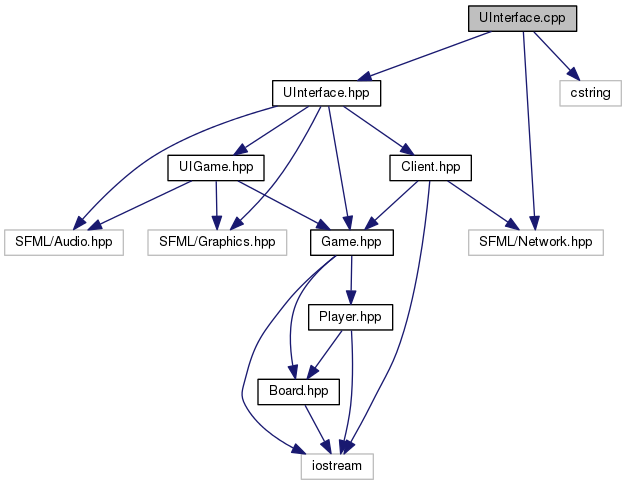 UInterface.cpp
UInterface.hpp
cstring
UIGame.hpp
Client.hpp
SFML/Audio.hpp
SFML/Graphics.hpp
Game.hpp
SFML/Network.hpp
Player.hpp
Board.hpp
iostream